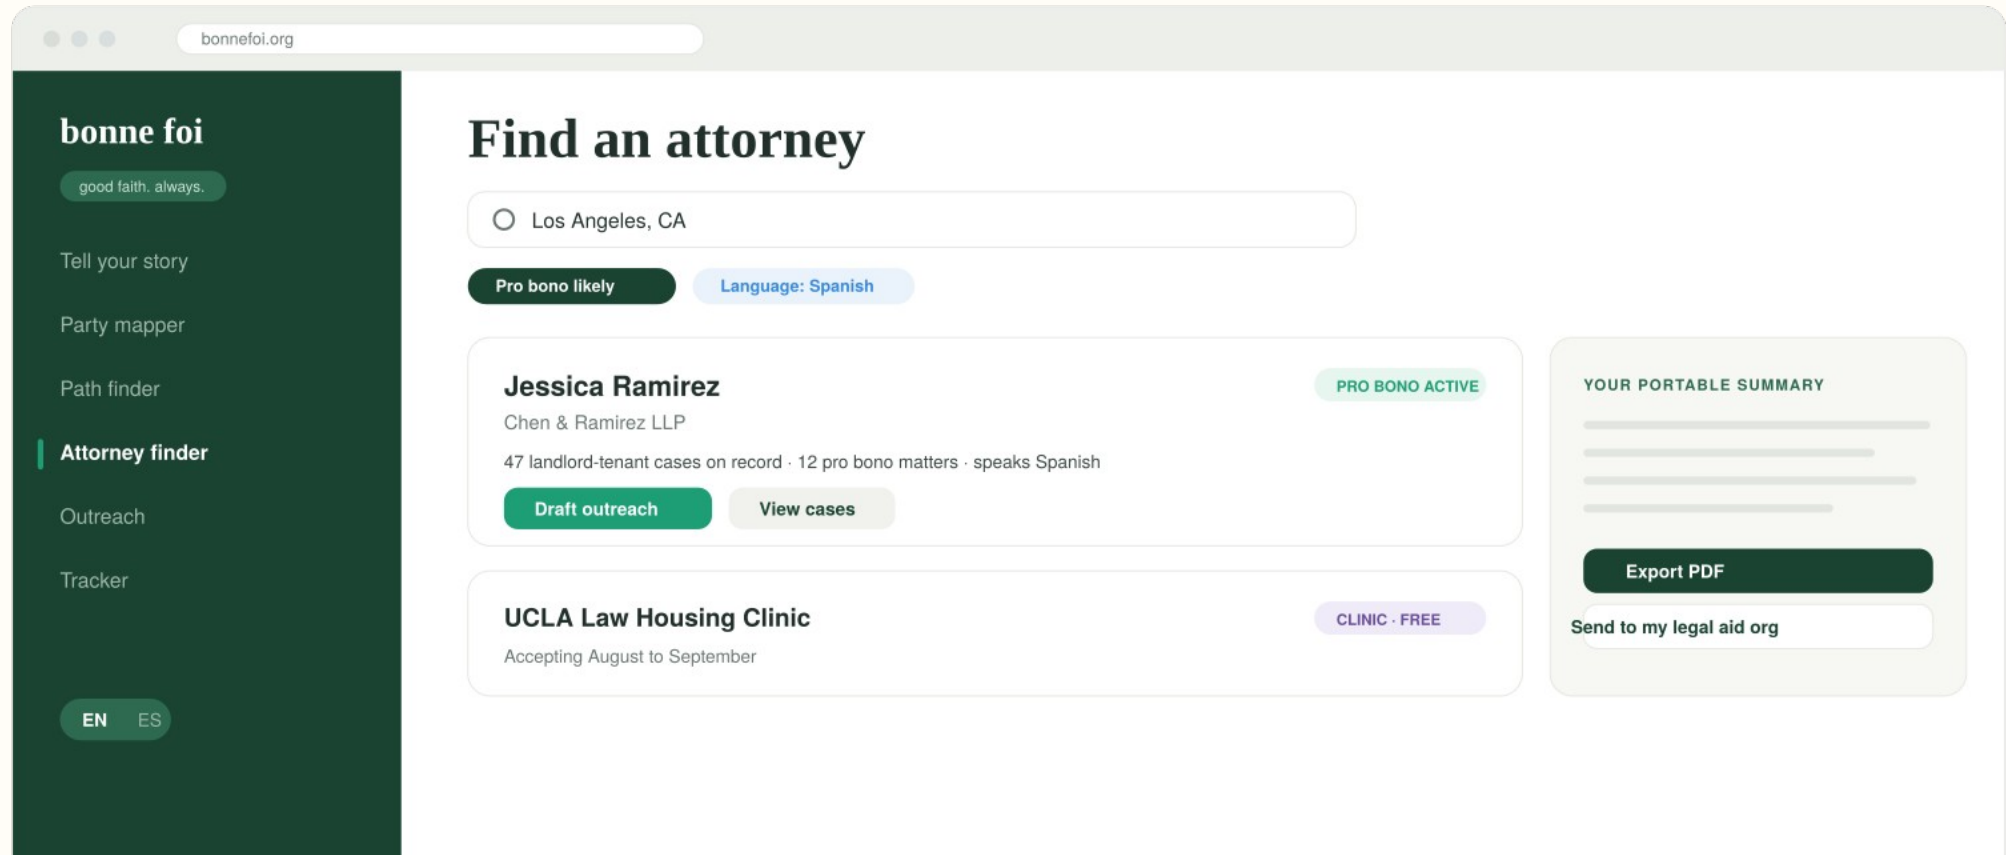 bonnefoi.org
bonne foi
good faith. always.
Tell your story
Party mapper
Path finder
Attorney finder
Outreach
Tracker
EN ES
Find an attorney
Los Angeles, CA
Pro bono likely
Language: Spanish
Jessica Ramirez
PRO BONO ACTIVE
Chen & Ramirez LLP
47 landlord-tenant cases on record · 12 pro bono matters · speaks Spanish
Draft outreach
View cases
UCLA Law Housing Clinic
CLINIC · FREE
Accepting August to September
YOUR PORTABLE SUMMARY
Export PDF
Send to my legal aid org